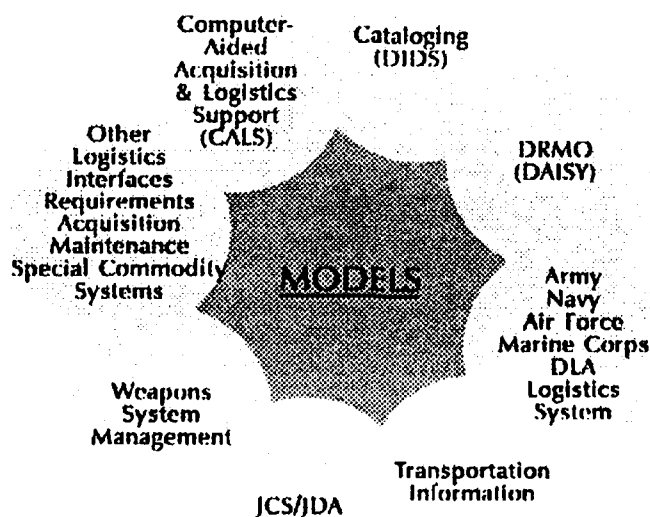 Computer-
Aided
Acquisition
& Logistics
Support
(CALS)
Cataloging
(DIDS)
DRMO
(DAISY)
Other
Logistics
Interfaces
Requirements
Acquisition
Maintenance
Special Commodity
Systems
MODELS
Army
Navy
Air Force
Marine Corps
DLA
Logistics
System
Weapons
System
Management
Transportation
Information
JCS/JDA